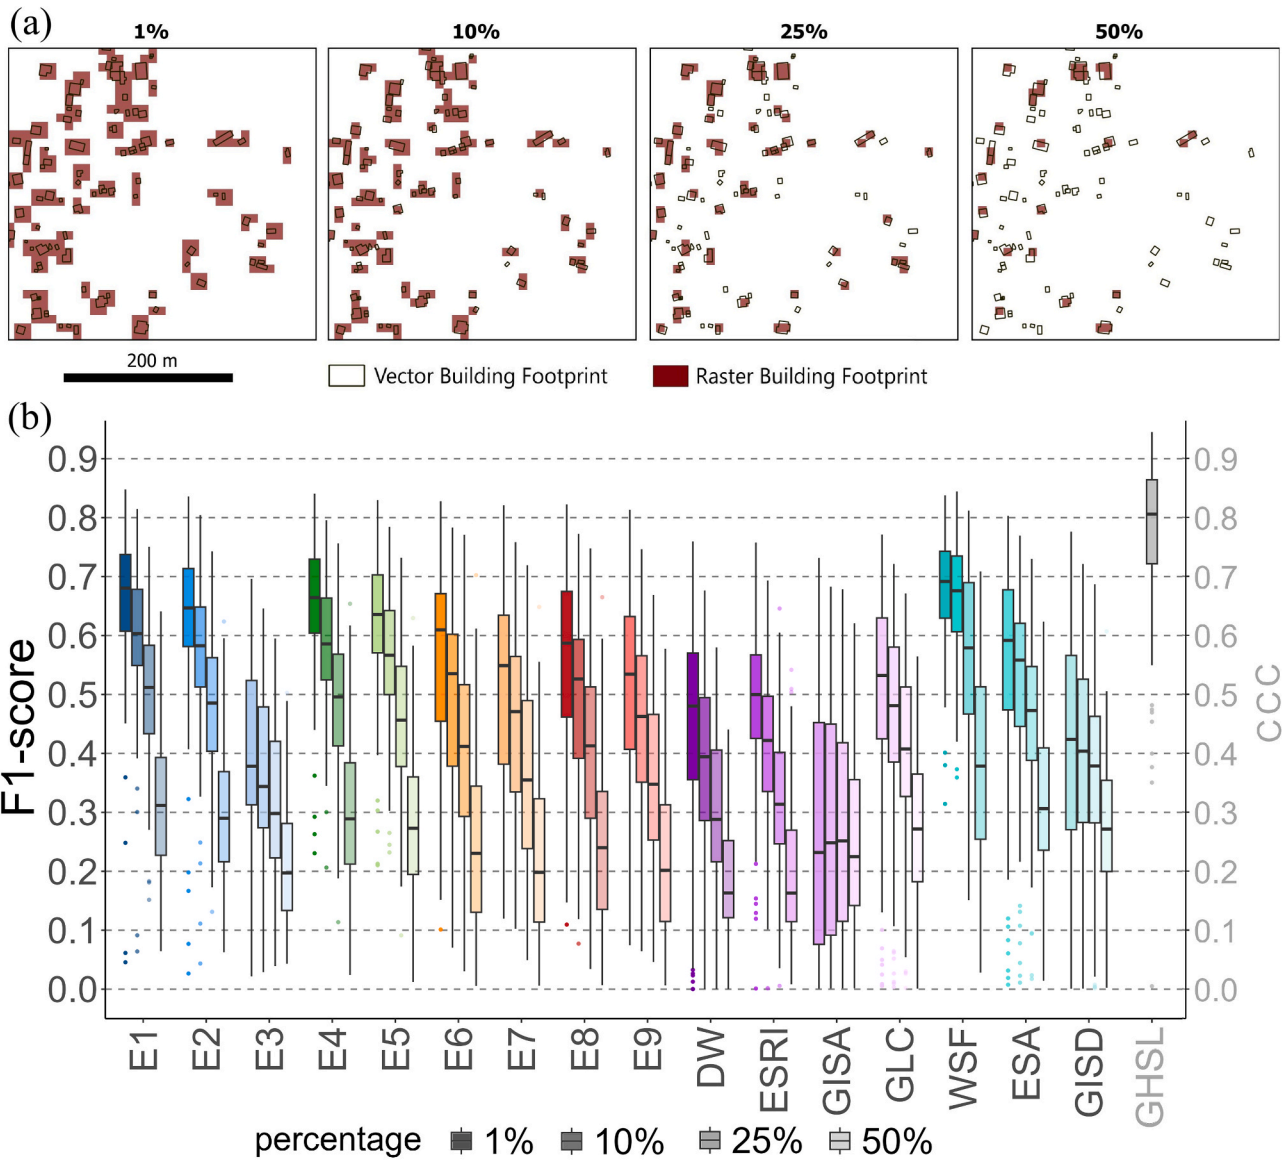 (a)
1% 10% 25% 50%
200 m
Vector Building Footprint Raster Building Footprint
(b)
0.9 0.9
0.8 0.8
0.7 0.7
0.6 0.6
0.5 0.5
0.4 0.4
0.3 0.3
0.2 0.2
0.1 0.1
0.0 0.0
F1-score
CCC
E1 E2 E3 E4 E5 E6 E7 E8 E9 DW ESRI GISA GLC WSF ESA GISD GHSL
percentage 1% 10% 25% 50%